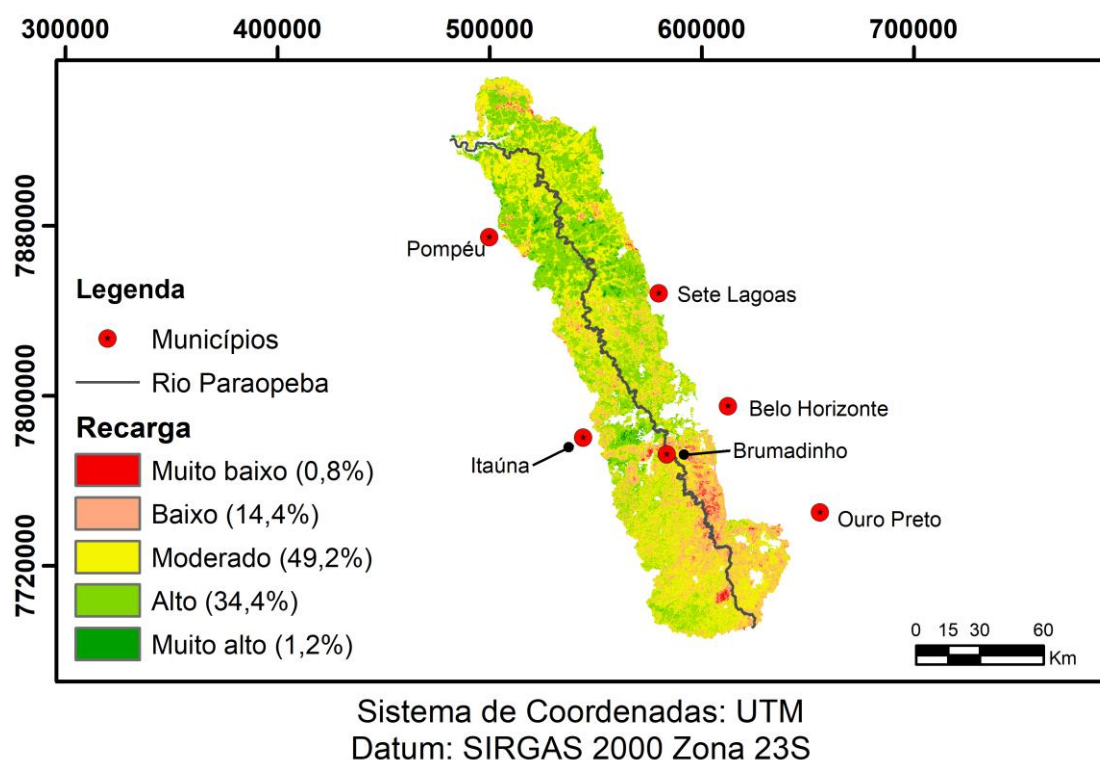 300000 400000 500000 600000 700000
7880000
7800000
7720000
Pompéu
Sete Lagoas
Belo Horizonte
Itaúna
Brumadinho
Ouro Preto
Legenda
Municípios
Rio Paraopeba
Recarga
Muito baixo (0,8%)
Baixo (14,4%)
Moderado (49,2%)
Alto (34,4%)
Muito alto (1,2%)
0 15 30 60
Km
Sistema de Coordenadas: UTM
Datum: SIRGAS 2000 Zona 23S